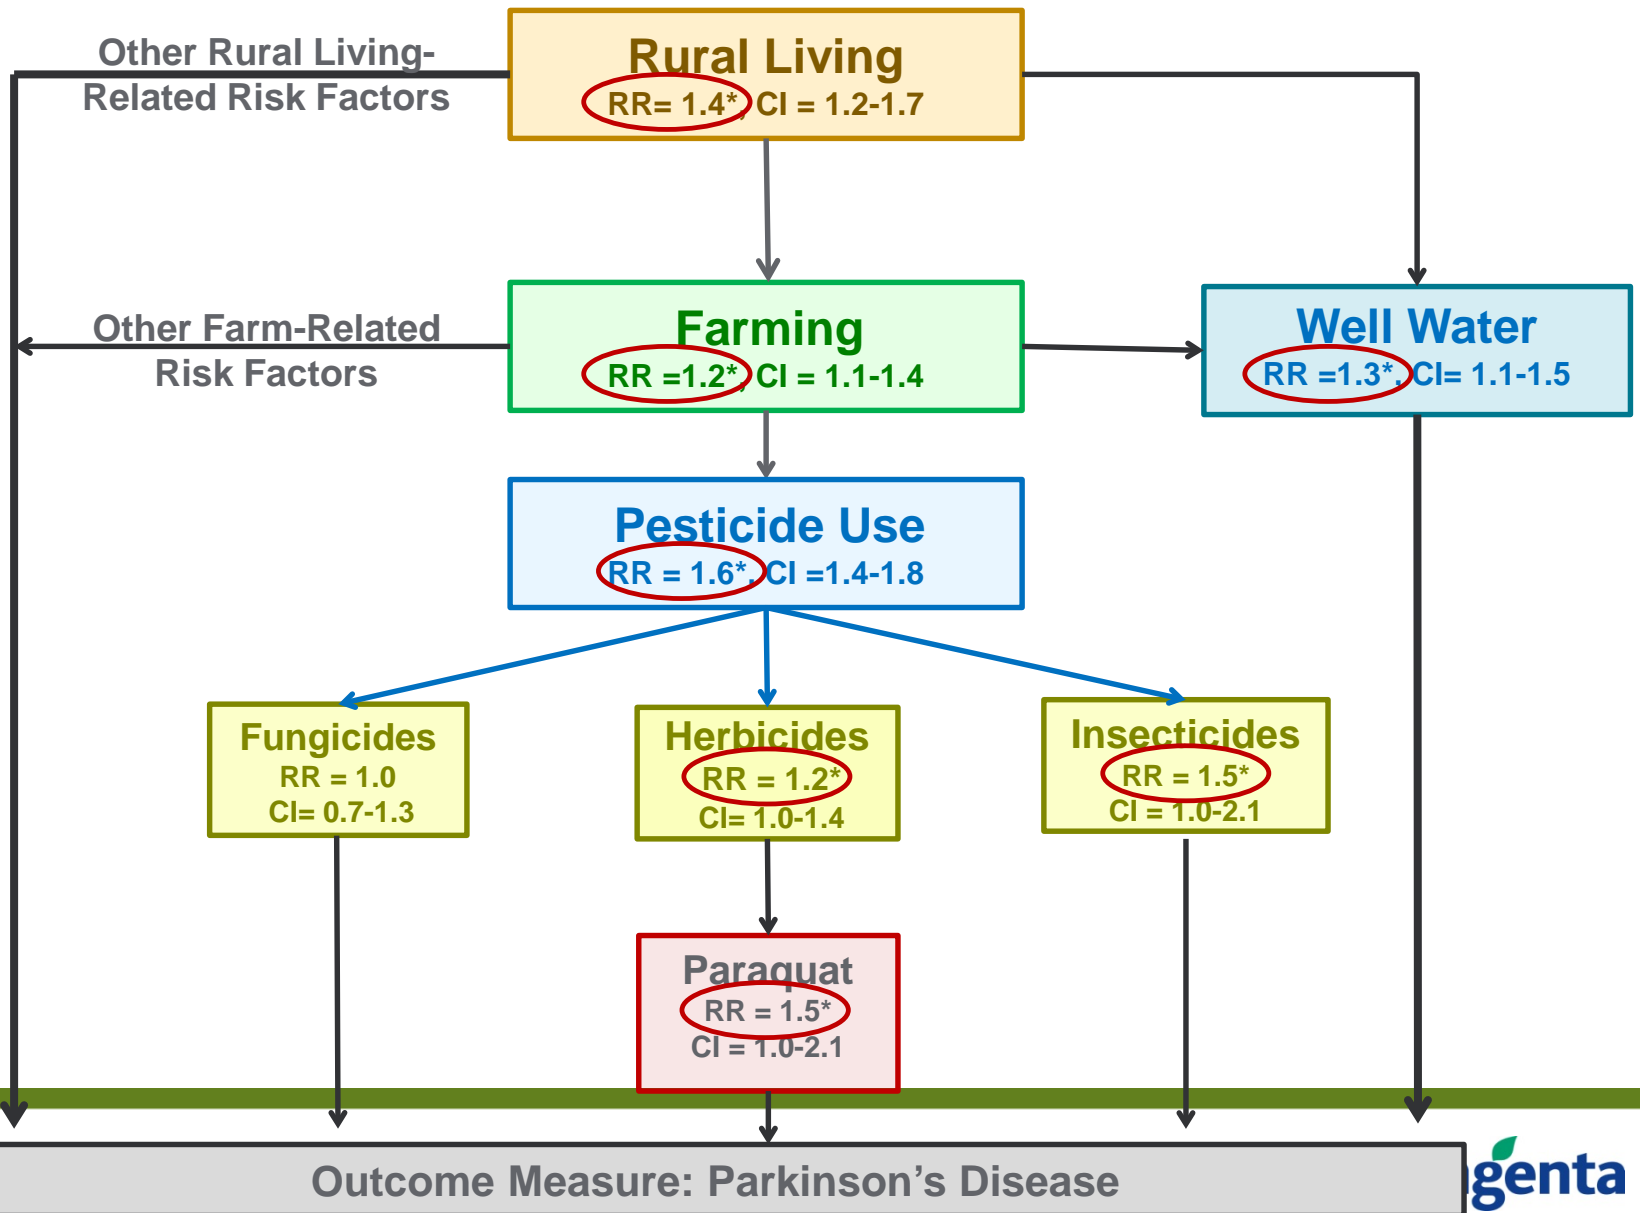 Other Rural Living-
Related Risk Factors
Rural Living
RR= 1.4*, CI = 1.2-1.7
Other Farm-Related
Risk Factors
Farming
RR =1.2*, CI = 1.1-1.4
Well Water
RR =1.3*, CI= 1.1-1.5
Pesticide Use
RR = 1.6*, CI =1.4-1.8
Fungicides
RR = 1.0
CI= 0.7-1.3
Herbicides
RR = 1.2*
CI= 1.0-1.4
Insecticides
RR = 1.5*
CI = 1.0-2.1
Paraquat
RR = 1.5*
CI = 1.0-2.1
Outcome Measure: Parkinson’s Disease
genta